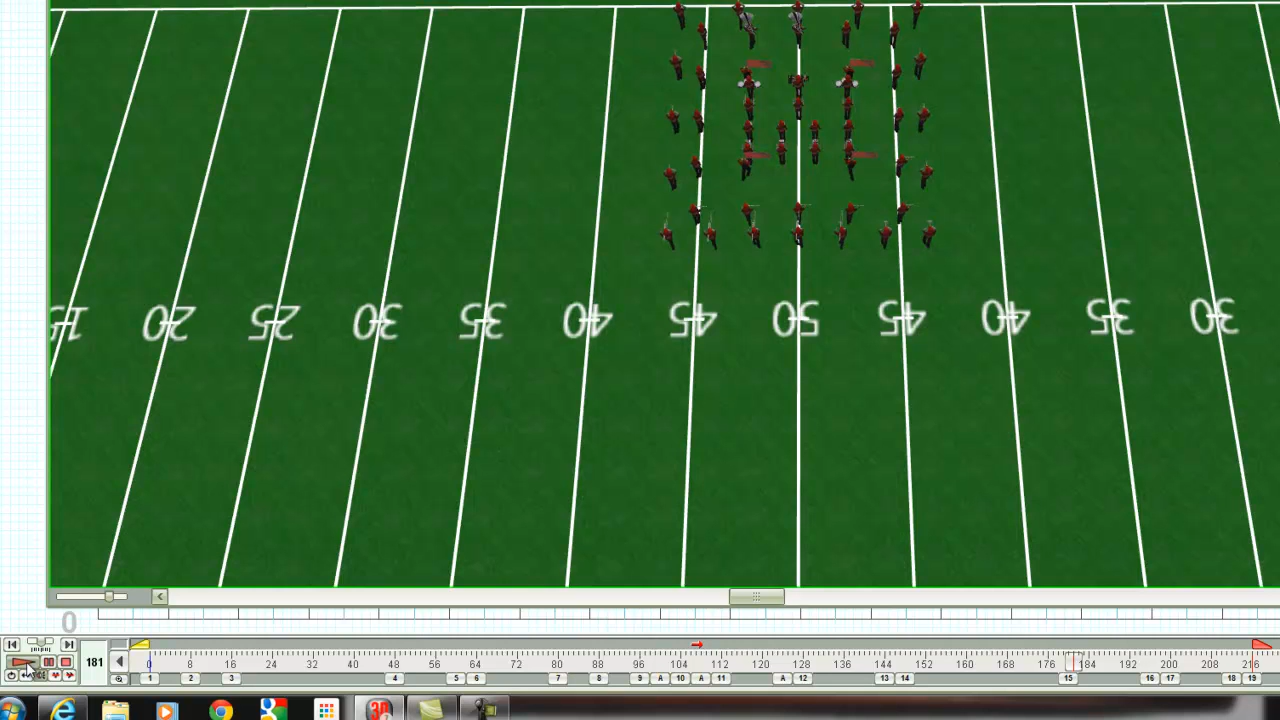 15 20 25 30 35 40 45 50 45 40 35 30
0
181 0 8 16 24 32 40 48 56 64 72 80 88 96 104 112 120 128 136 144 152 160 168 176 184 192 200 208 216
1 2 3 4 5 6 7 8 9 A 10 A 11 A 12 13 14 15 16 17 18 19